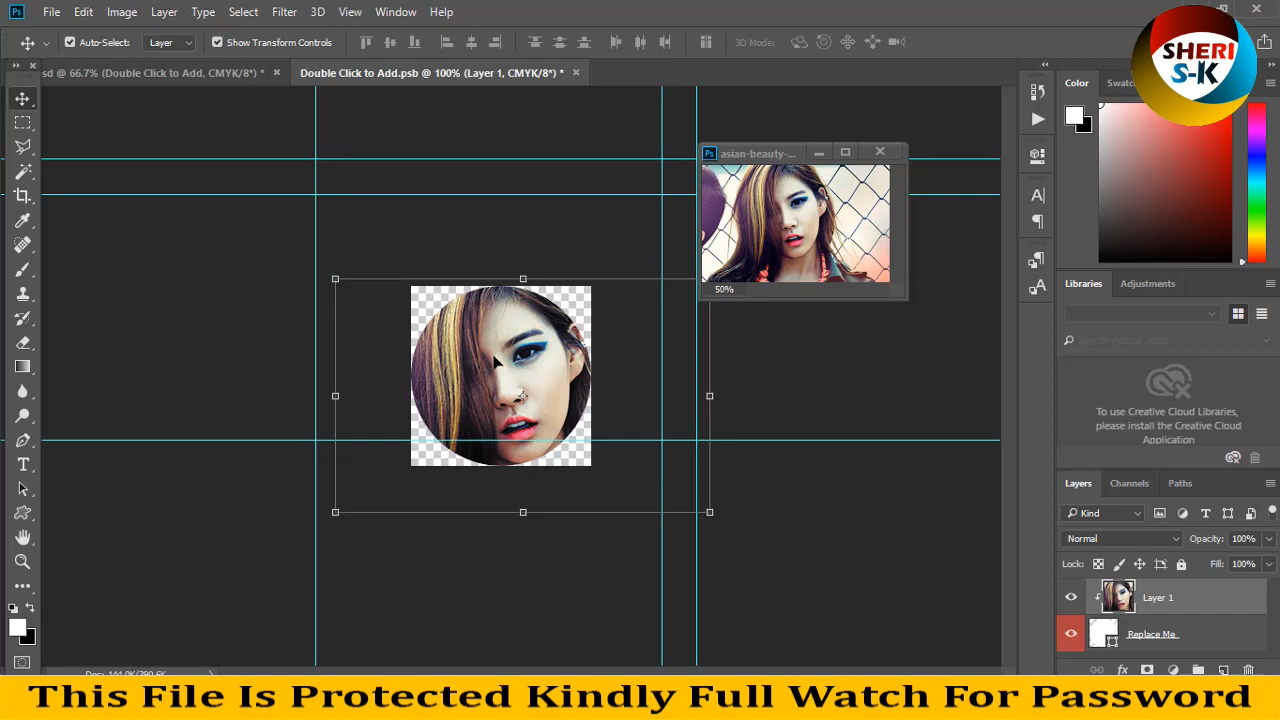 Ps File Edit Image Layer Type Select Filter 3D View Window Help
Auto-Select: Layer Show Transform Controls 3D Mode:
SHERI
S-K
sd @ 66.7% (Double Click to Add, CMYK/8*) * × Double Click to Add.psb @ 100% (Layer 1, CMYK/8*) * ×
Color
Ps asian-beauty-...
50%
Libraries Adjustments
To use Creative Cloud Libraries,
please install the Creative Cloud
Application
Layers Channels Paths
Kind
Normal Opacity: 100%
Lock: Fill: 100%
Layer 1
Replace Me
fx
This File Is Protected Kindly Full Watch For Password